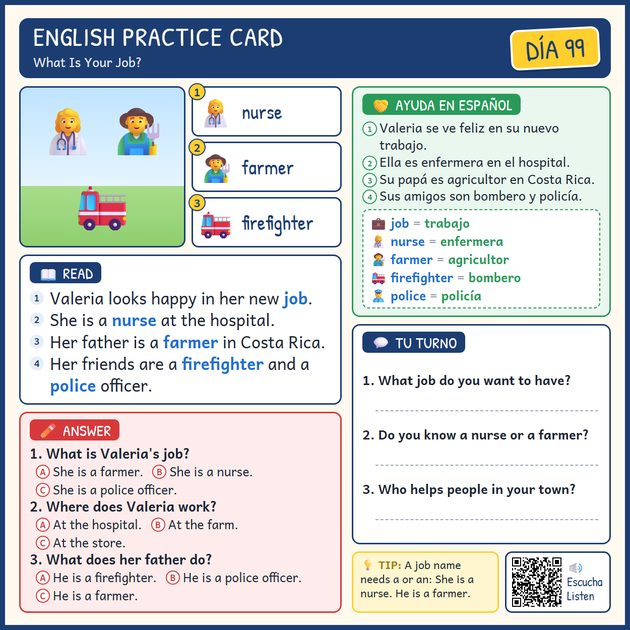 ENGLISH PRACTICE CARD
What Is Your Job?
DÍA 99
1
nurse
2
farmer
3
firefighter
READ
1 Valeria looks happy in her new job.
2 She is a nurse at the hospital.
3 Her father is a farmer in Costa Rica.
4 Her friends are a firefighter and a
police officer.
ANSWER
1. What is Valeria's job?
A She is a farmer. B She is a nurse.
C She is a police officer.
2. Where does Valeria work?
A At the hospital. B At the farm.
C At the store.
3. What does her father do?
A He is a firefighter. B He is a police officer.
C He is a farmer.
AYUDA EN ESPAÑOL
1 Valeria se ve feliz en su nuevo
trabajo.
2 Ella es enfermera en el hospital.
3 Su papá es agricultor en Costa Rica.
4 Sus amigos son bombero y policía.
job = trabajo
nurse = enfermera
farmer = agricultor
firefighter = bombero
police = policía
TU TURNO
1. What job do you want to have?
2. Do you know a nurse or a farmer?
3. Who helps people in your town?
TIP: A job name
needs a or an: She is a
nurse. He is a farmer.
Escucha
Listen